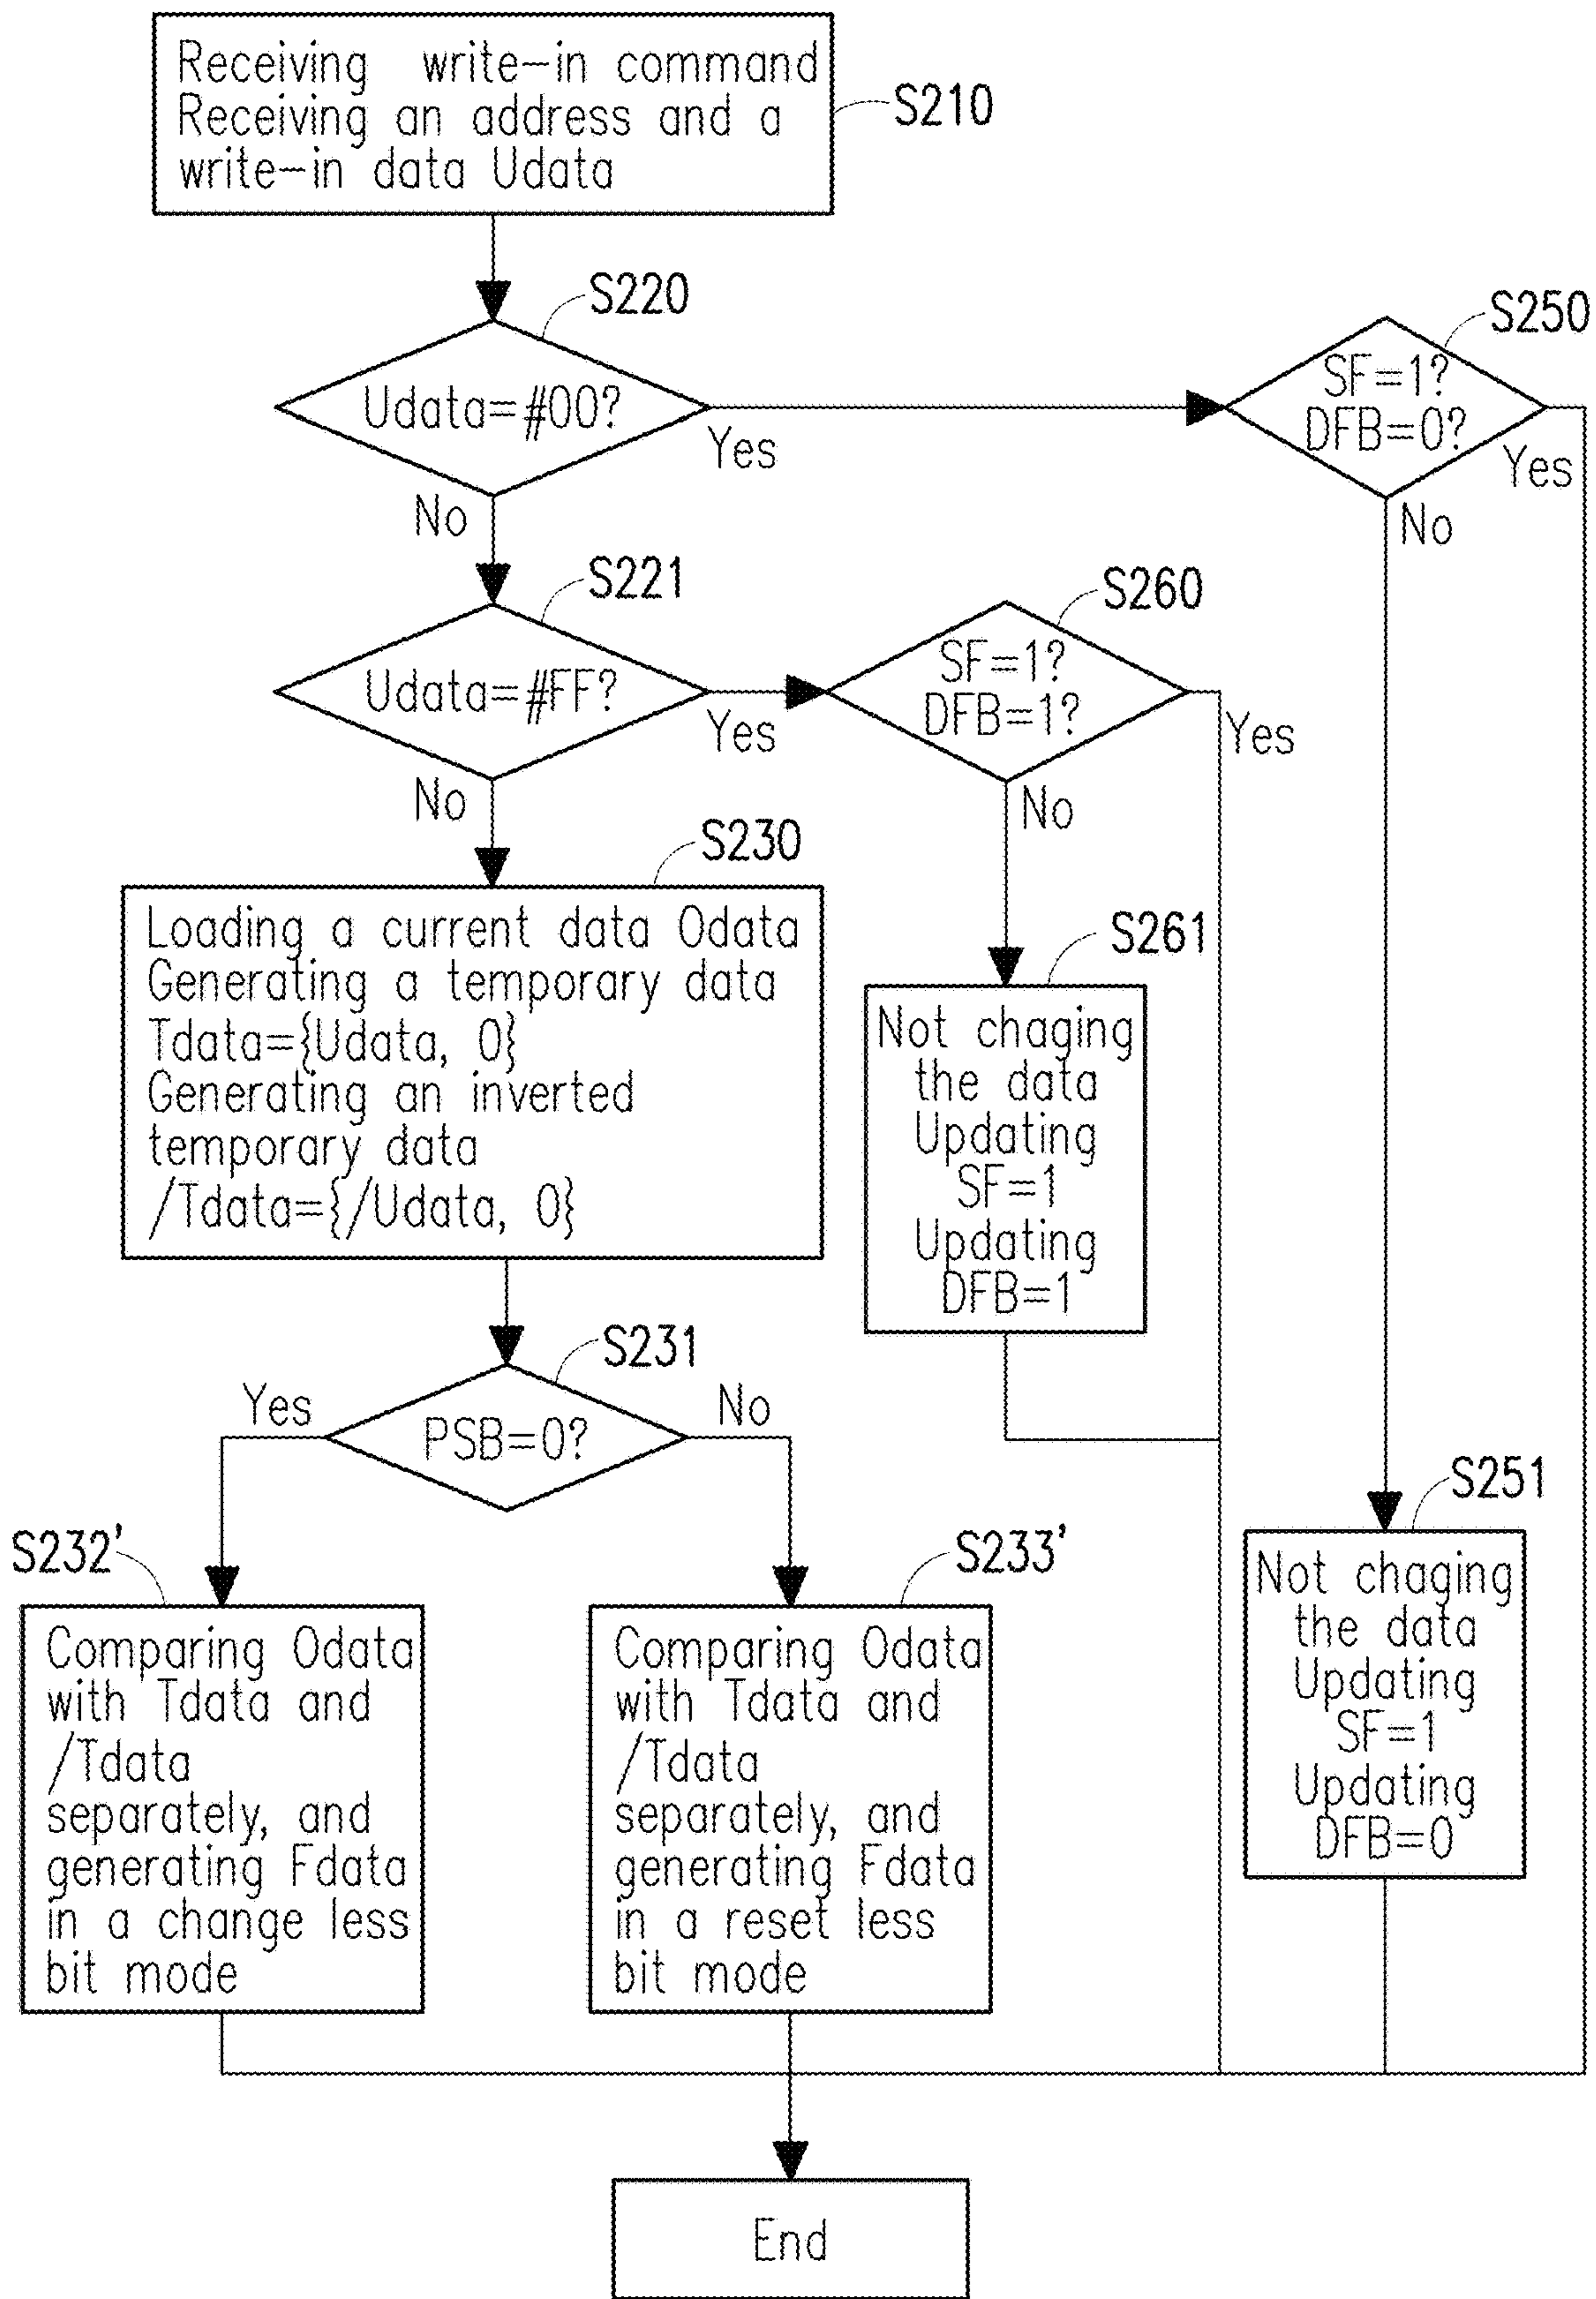 Receiving write-in command
Receiving an address and a
write-in data Udata
S210
S220
Udata=#00?
Yes
No
S250
SF=1?
DFB=0?
Yes
No
S221
Udata=#FF?
Yes
No
S260
SF=1?
DFB=1?
Yes
No
S230
Loading a current data Odata
Generating a temporary data
Tdata={Udata, 0}
Generating an inverted
temporary data
/Tdata={/Udata, 0}
S261
Not chaging
the data
Updating
SF=1
Updating
DFB=1
S231
Yes
PSB=0?
No
S232'
Comparing Odata
with Tdata and
/Tdata
separately, and
generating Fdata
in a change less
bit mode
S233'
Comparing Odata
with Tdata and
/Tdata
separately, and
generating Fdata
in a reset less
bit mode
S251
Not chaging
the data
Updating
SF=1
Updating
DFB=0
End